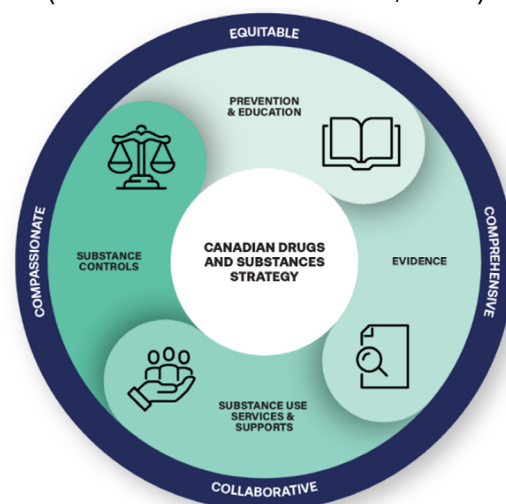 EQUITABLE
PREVENTION
& EDUCATION
COMPASSIONATE
SUBSTANCE
CONTROLS
CANADIAN DRUGS
AND SUBSTANCES
STRATEGY
EVIDENCE
COMPREHENSIVE
SUBSTANCE USE
SERVICES &
SUPPORTS
COLLABORATIVE